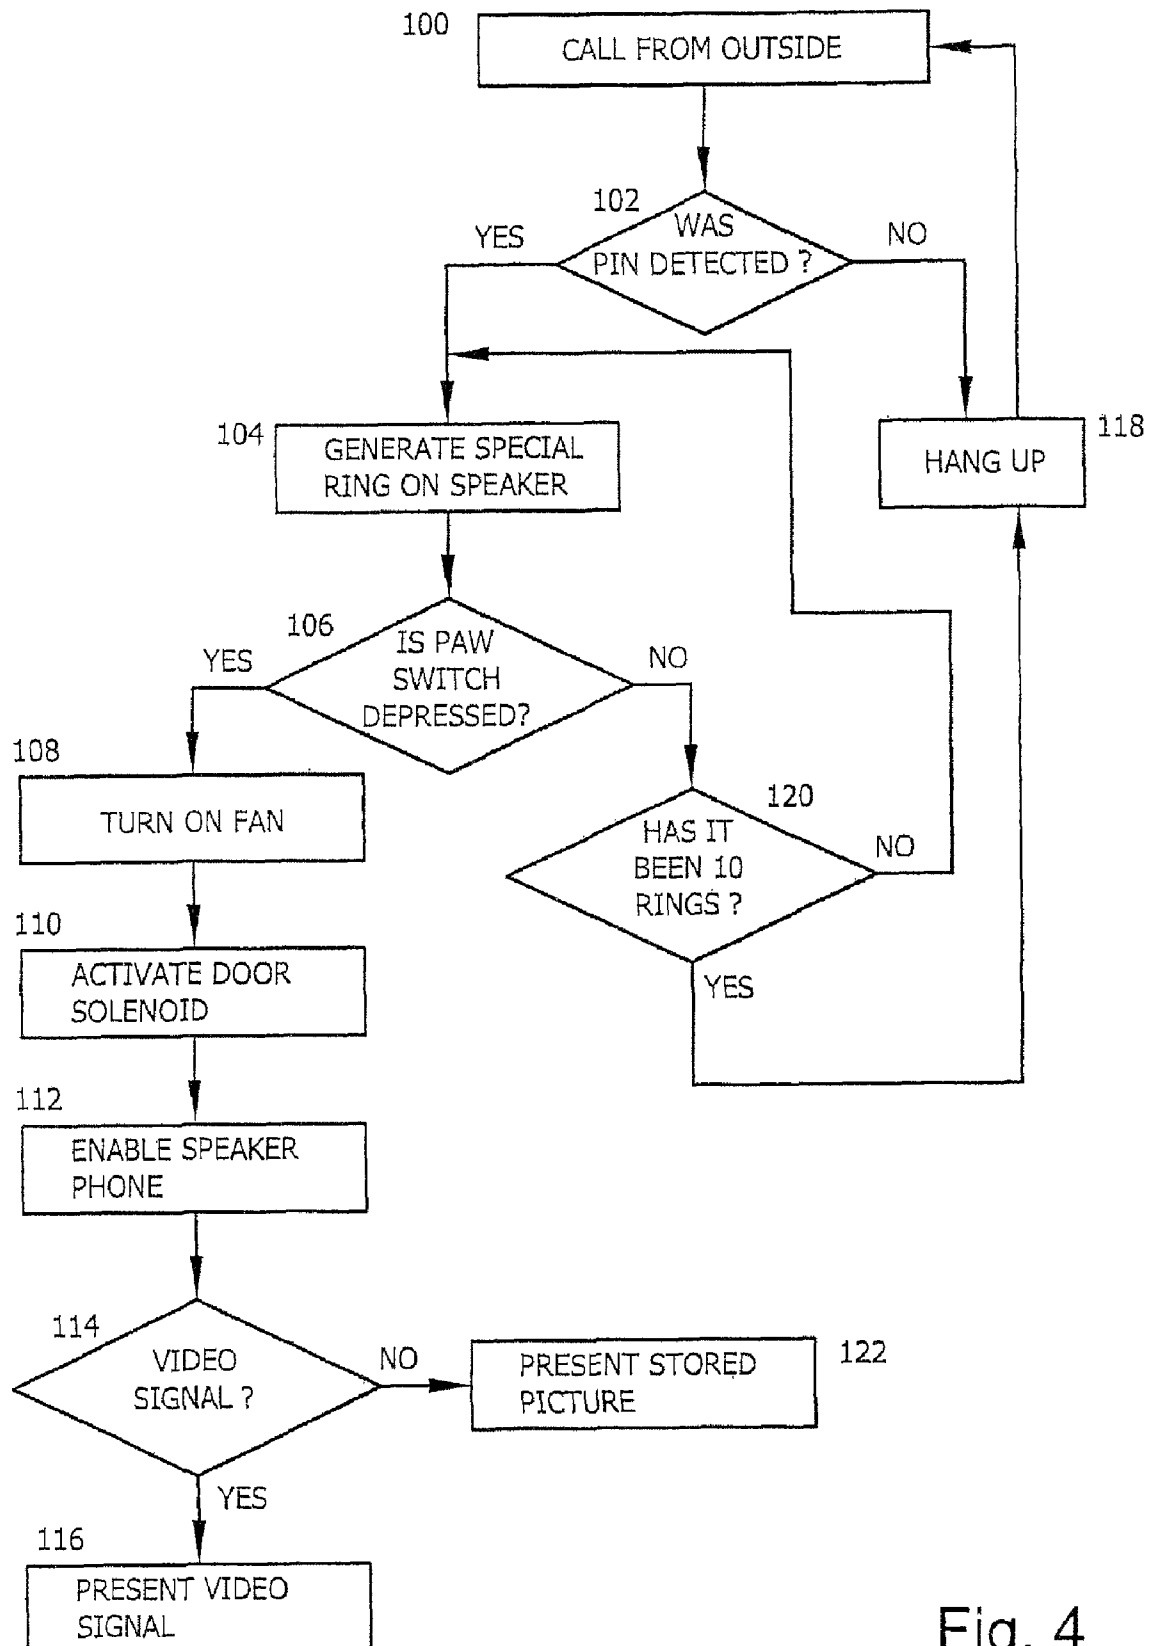 100
CALL FROM OUTSIDE
102
WAS
PIN DETECTED ?
YES
NO
104
GENERATE SPECIAL
RING ON SPEAKER
118
HANG UP
106
IS PAW
SWITCH
DEPRESSED?
YES
NO
108
TURN ON FAN
120
HAS IT
BEEN 10
RINGS ?
NO
YES
110
ACTIVATE DOOR
SOLENOID
112
ENABLE SPEAKER
PHONE
114
VIDEO
SIGNAL ?
NO
122
PRESENT STORED
PICTURE
YES
116
PRESENT VIDEO
SIGNAL
Fig. 4